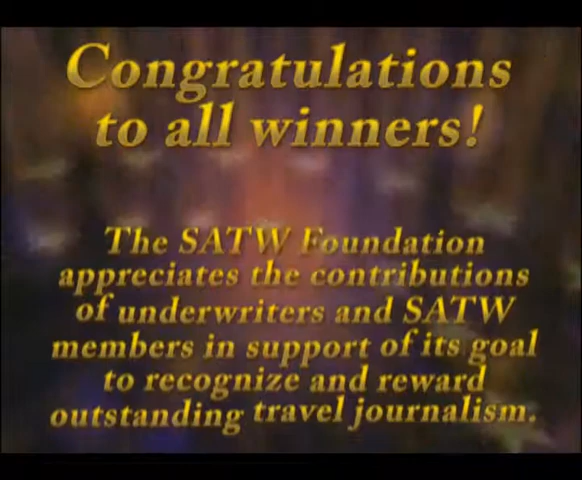 Congratulations
to all winners!
The SATW Foundation
appreciates the contributions
of underwriters and SATW
members in support of its goal
to recognize and reward
outstanding travel journalism.